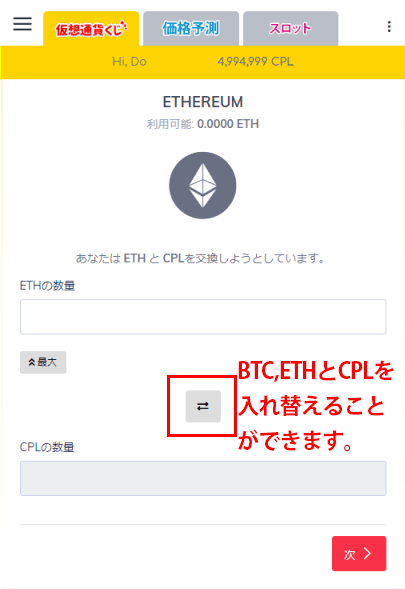 仮想通貨くじ 価格予測 スロット
Hi, Do 4,994,999 CPL
ETHEREUM
利用可能: 0.0000 ETH
あなたは ETH と CPLを交換しようとしています。
ETHの数量
最大
BTC,ETHとCPLを
入れ替えること
ができます。
CPLの数量
次